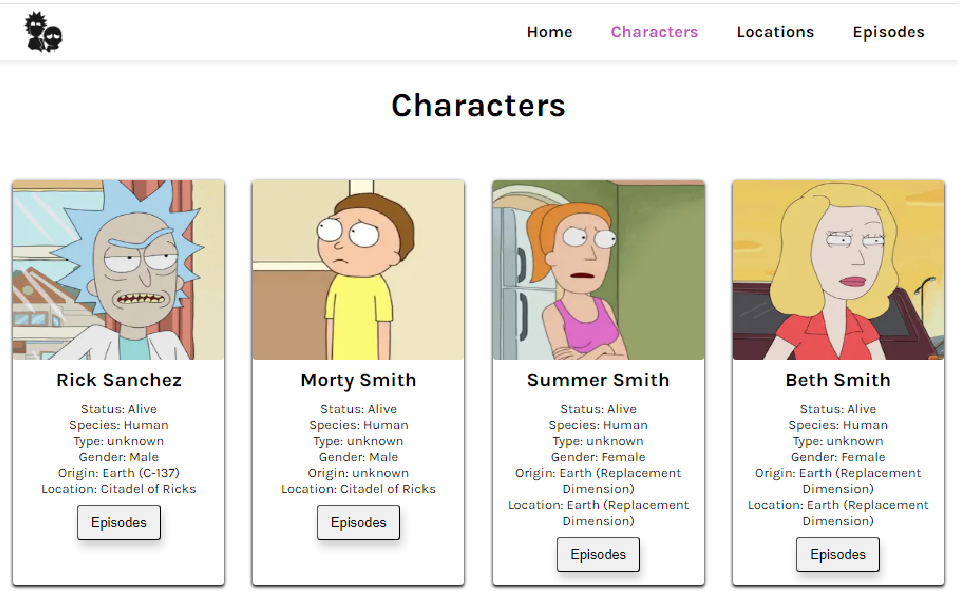 Home
Characters
Locations
Episodes
Characters
Rick Sanchez
Status: Alive
Species: Human
Type: unknown
Gender: Male
Origin: Earth (C-137)
Location: Citadel of Ricks
Episodes
Morty Smith
Status: Alive
Species: Human
Type: unknown
Gender: Male
Origin: unknown
Location: Citadel of Ricks
Episodes
Summer Smith
Status: Alive
Species: Human
Type: unknown
Gender: Female
Origin: Earth (Replacement
Dimension)
Location: Earth (Replacement
Dimension)
Episodes
Beth Smith
Status: Alive
Species: Human
Type: unknown
Gender: Female
Origin: Earth (Replacement
Dimension)
Location: Earth (Replacement
Dimension)
Episodes